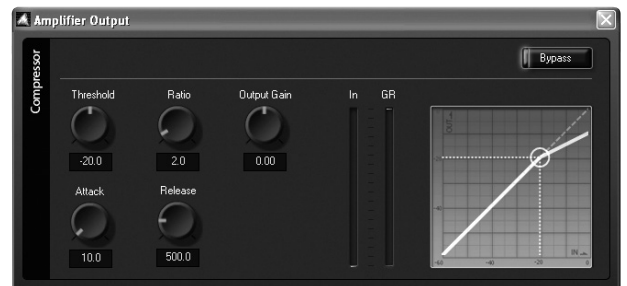 Amplifier Output
Compressor
Bypass
Threshold
Ratio
Output Gain
In
GR
-20.0
2.0
0.00
Attack
Release
10.0
500.0
OUT
-40
IN
-60
-40
-20
0